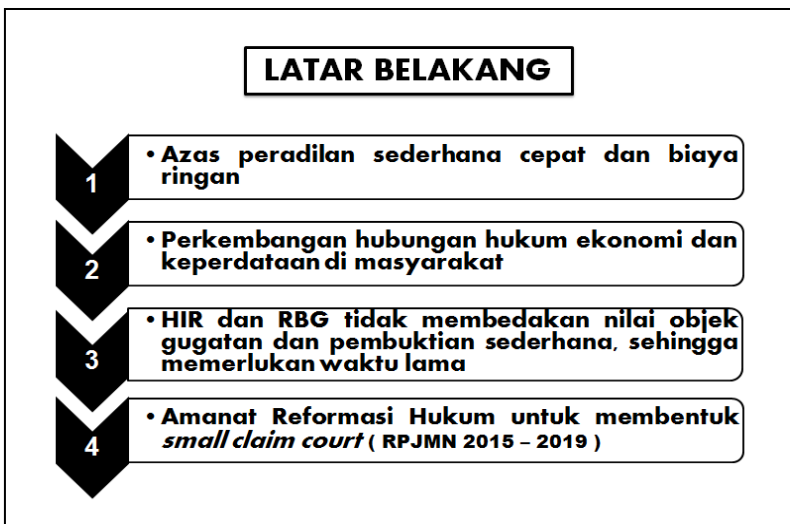 LATAR BELAKANG
1
• Azas peradilan sederhana cepat dan biaya
ringan
2
• Perkembangan hubungan hukum ekonomi dan
keperdataan di masyarakat
3
• HIR dan RBG tidak membedakan nilai objek
gugatan dan pembuktian sederhana, sehingga
memerlukan waktu lama
4
• Amanat Reformasi Hukum untuk membentuk
small claim court ( RPJMN 2015 – 2019 )